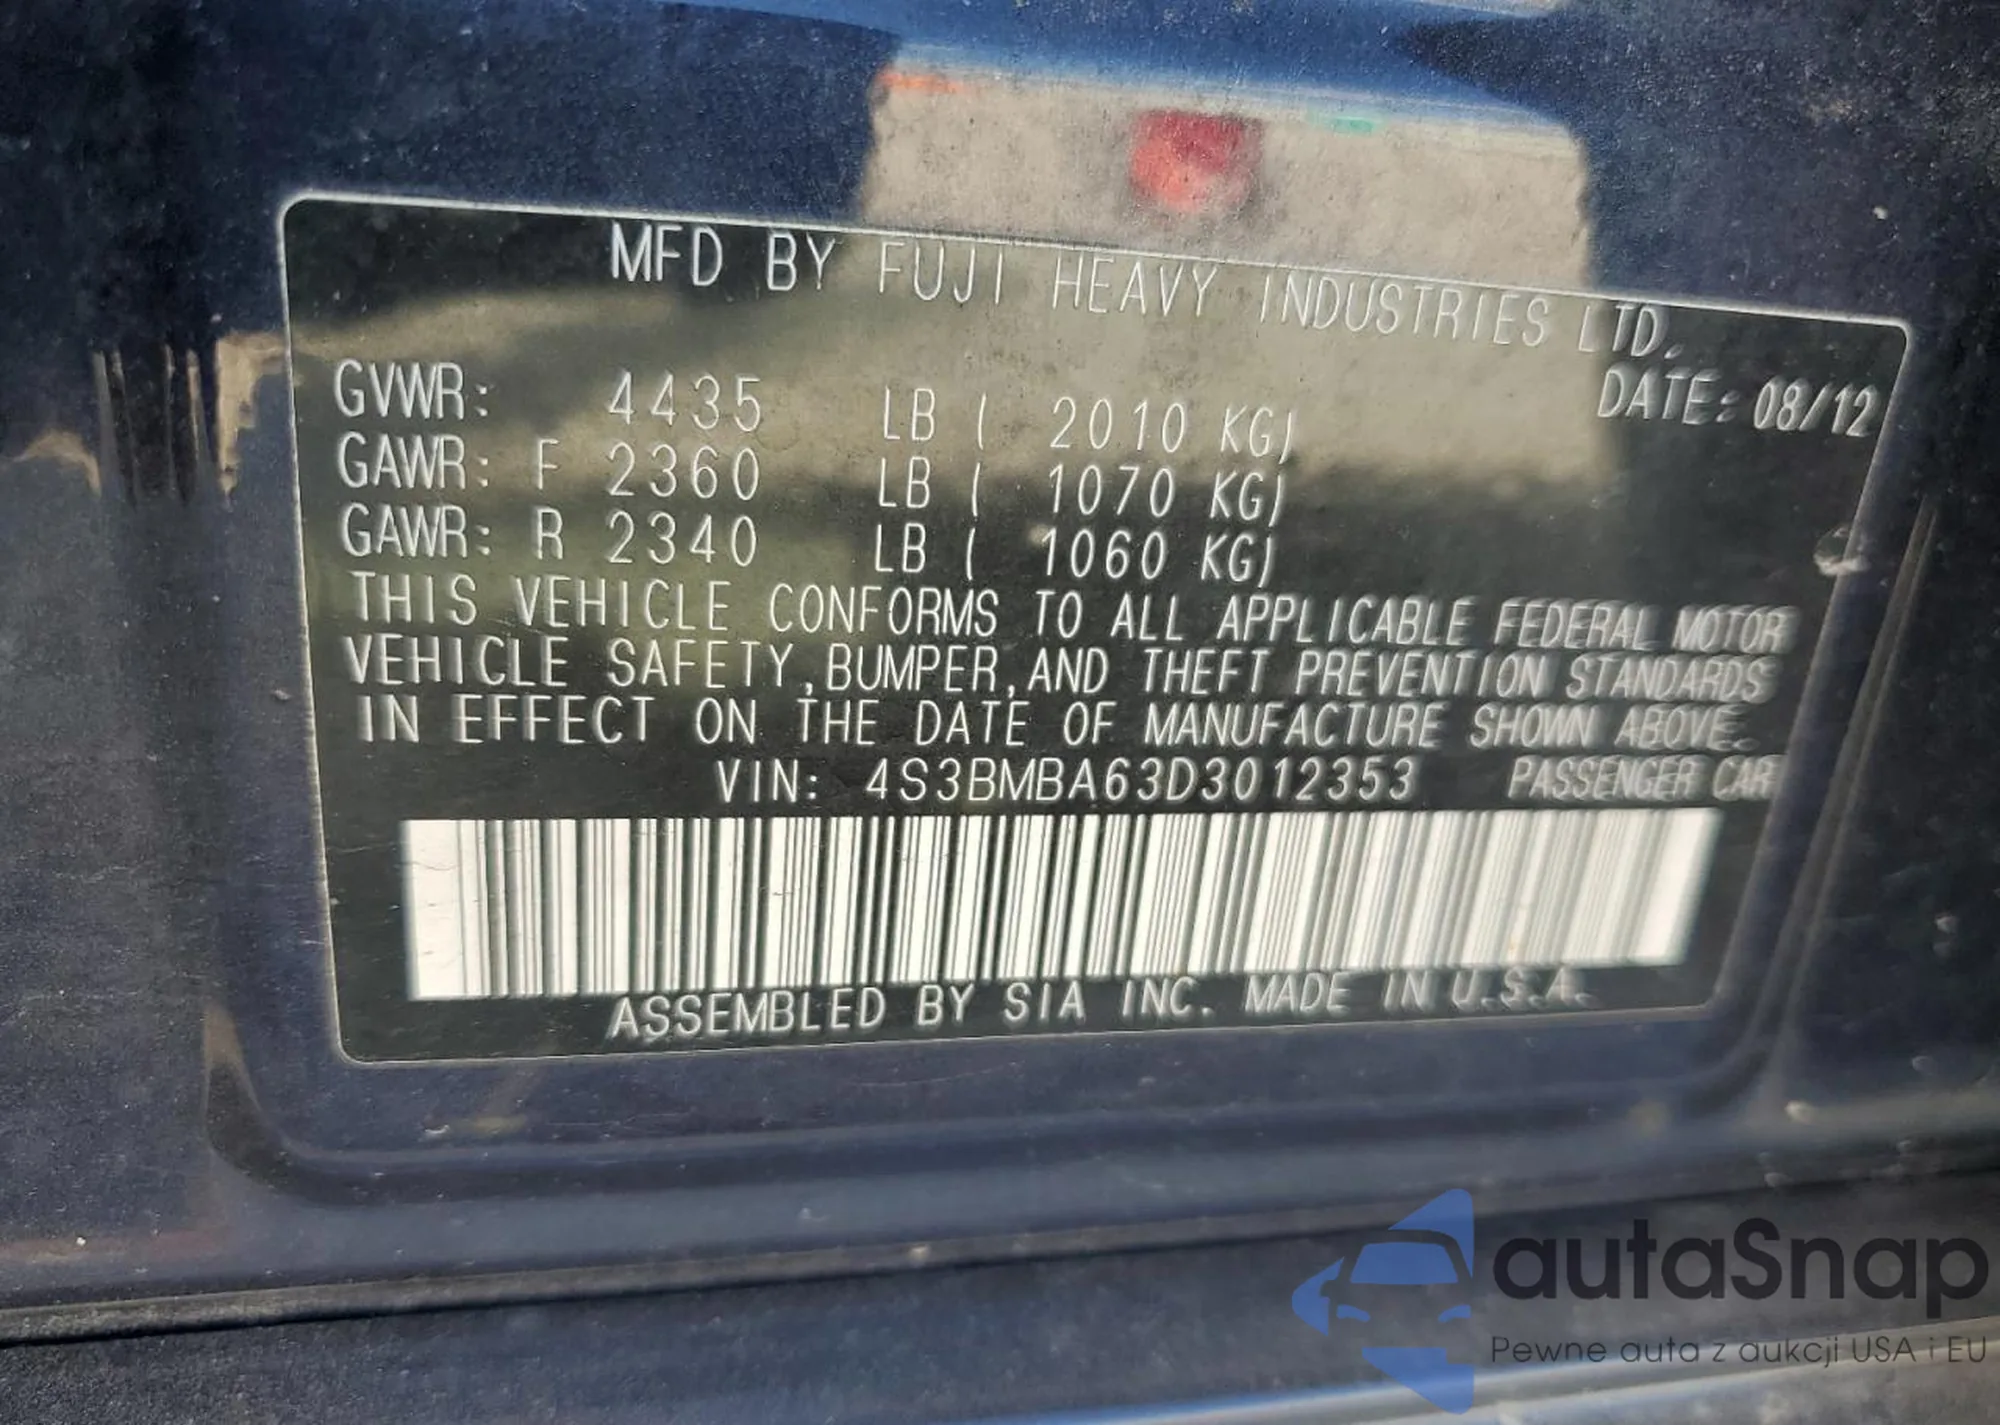 MFD BY FUJI HEAVY INDUSTRIES LTD.
DATE: 08/12
GVWR: 4435 LB ( 2010 KG)
GAWR: F 2360 LB ( 1070 KG)
GAWR: R 2340 LB ( 1060 KG)
THIS VEHICLE CONFORMS TO ALL APPLICABLE FEDERAL MOTOR
VEHICLE SAFETY,BUMPER,AND THEFT PREVENTION STANDARDS
IN EFFECT ON THE DATE OF MANUFACTURE SHOWN ABOVE.
VIN: 4S3BMBA63D3012353 PASSENGER CAR
ASSEMBLED BY SIA INC. MADE IN U.S.A.
autaSnap
Pewne auta z aukcji USA i EU